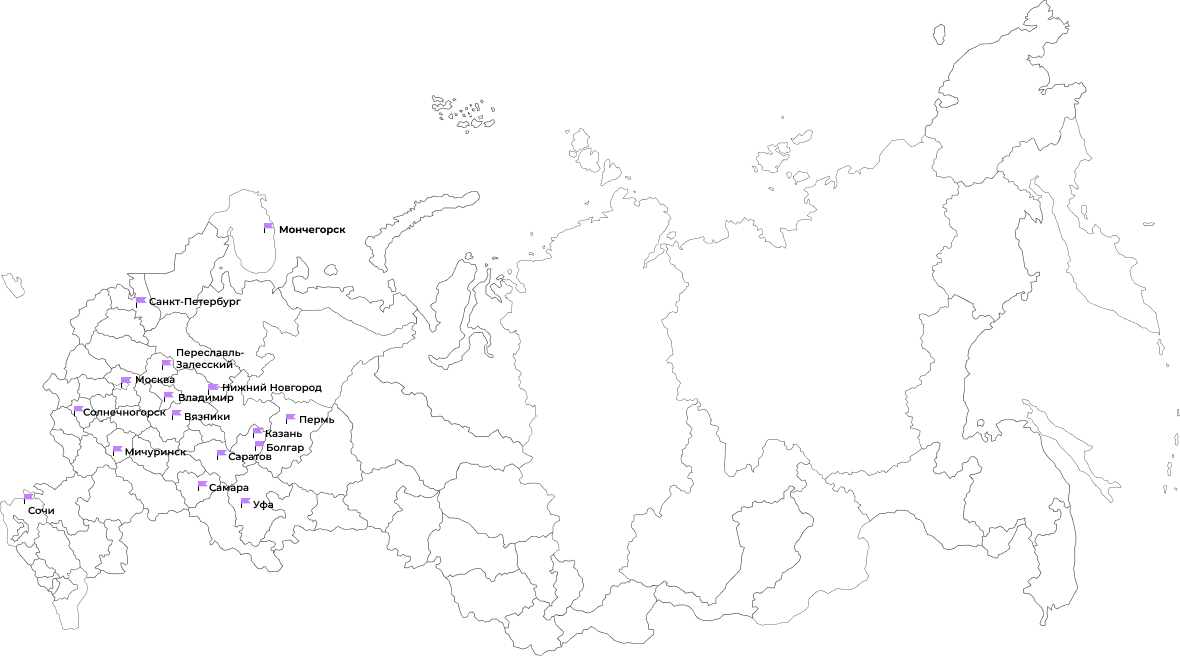 Мончегорск
Санкт-Петербург
Переславль-
Залесский
Москва
Нижний Новгород
Владимир
Солнечногорск
Вязники
Пермь
Казань
Болгар
Мичуринск
Саратов
Самара
Уфа
Сочи